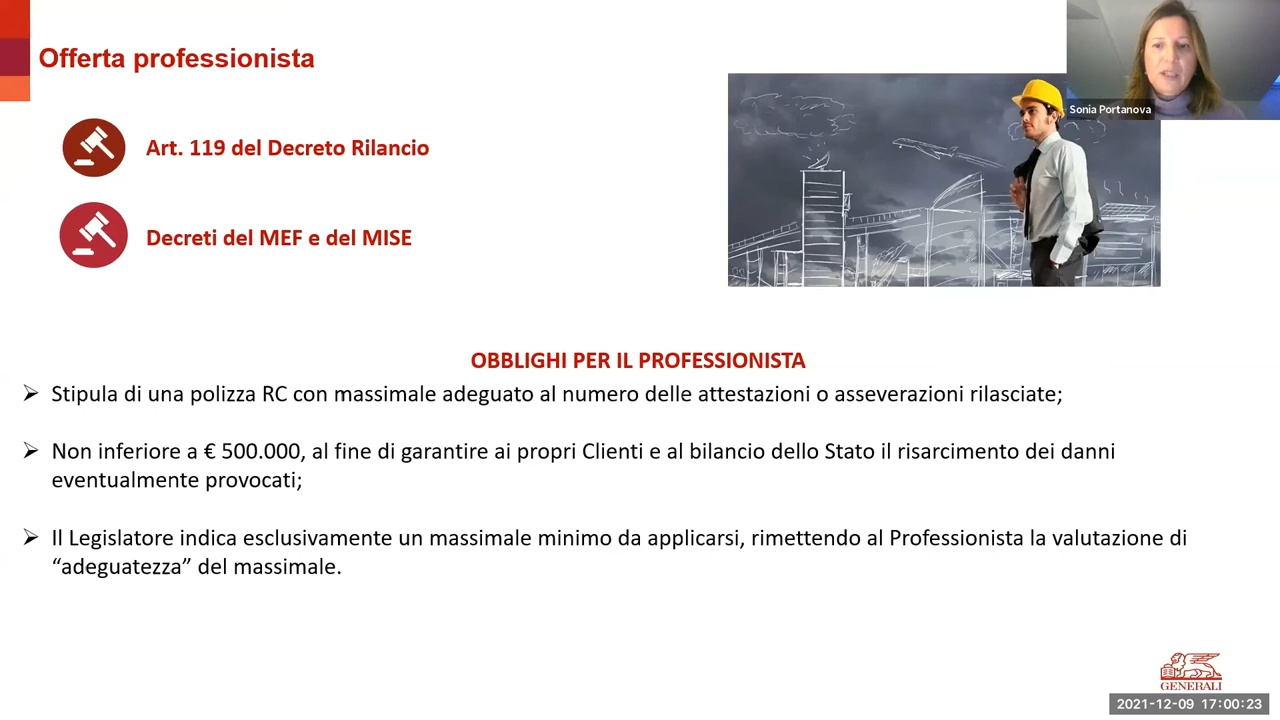 Offerta professionista
Sonia Portanova
Art. 119 del Decreto Rilancio
Decreti del MEF e del MISE
OBBLIGHI PER IL PROFESSIONISTA
Stipula di una polizza RC con massimale adeguato al numero delle attestazioni o asseverazioni rilasciate;
Non inferiore a € 500.000, al fine di garantire ai propri Clienti e al bilancio dello Stato il risarcimento dei danni
eventualmente provocati;
Il Legislatore indica esclusivamente un massimale minimo da applicarsi, rimettendo al Professionista la valutazione di
“adeguatezza” del massimale.
GENERALI
2021-12-09 17:00:23